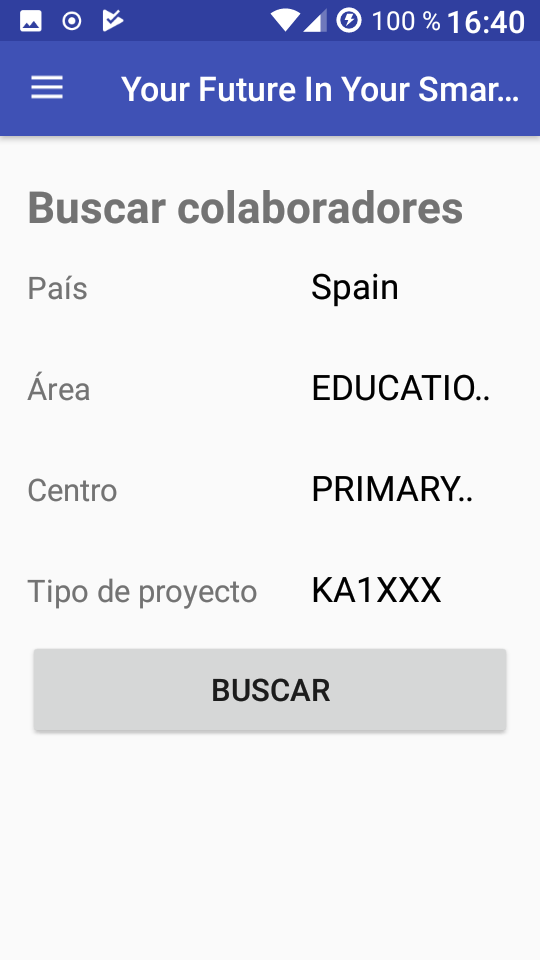 100 % 16:40
Your Future In Your Smar...
Buscar colaboradores
País Spain
Área EDUCATIO..
Centro PRIMARY..
Tipo de proyecto KA1XXX
BUSCAR